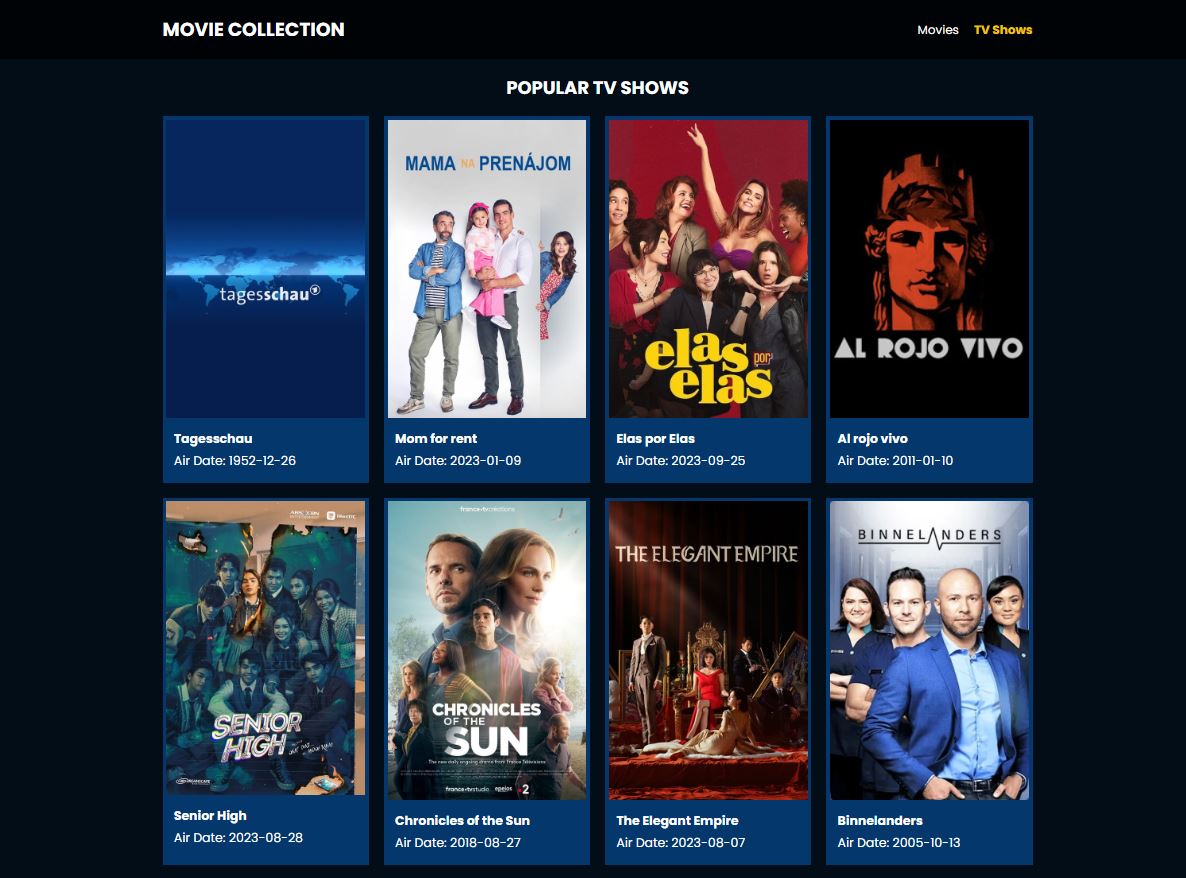 MOVIE COLLECTION
Movies
TV Shows
POPULAR TV SHOWS
tagesschau
MAMA NA PRENÁJOM
elas por
elas
AL ROJO VIVO
Tagesschau
Air Date: 1952-12-26
Mom for rent
Air Date: 2023-01-09
Elas por Elas
Air Date: 2023-09-25
Al rojo vivo
Air Date: 2011-01-10
SENIOR
HIGH
france•tvcréations
CHRONICLES
OF THE
SUN
The new daily ongoing drama from France Télévisions
france•tvstudio
2
THE ELEGANT EMPIRE
BINNELANDERS
Senior High
Air Date: 2023-08-28
Chronicles of the Sun
Air Date: 2018-08-27
The Elegant Empire
Air Date: 2023-08-07
Binnelanders
Air Date: 2005-10-13